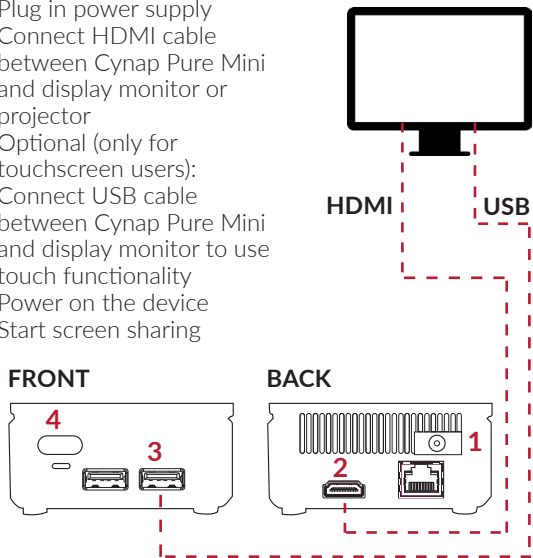 Plug in power supply
Connect HDMI cable
between Cynap Pure Mini
and display monitor or
projector
Optional (only for
touchscreen users):
Connect USB cable
between Cynap Pure Mini
and display monitor to use
touch functionality
Power on the device
Start screen sharing
HDMI
USB
FRONT
BACK
4
3
1
2